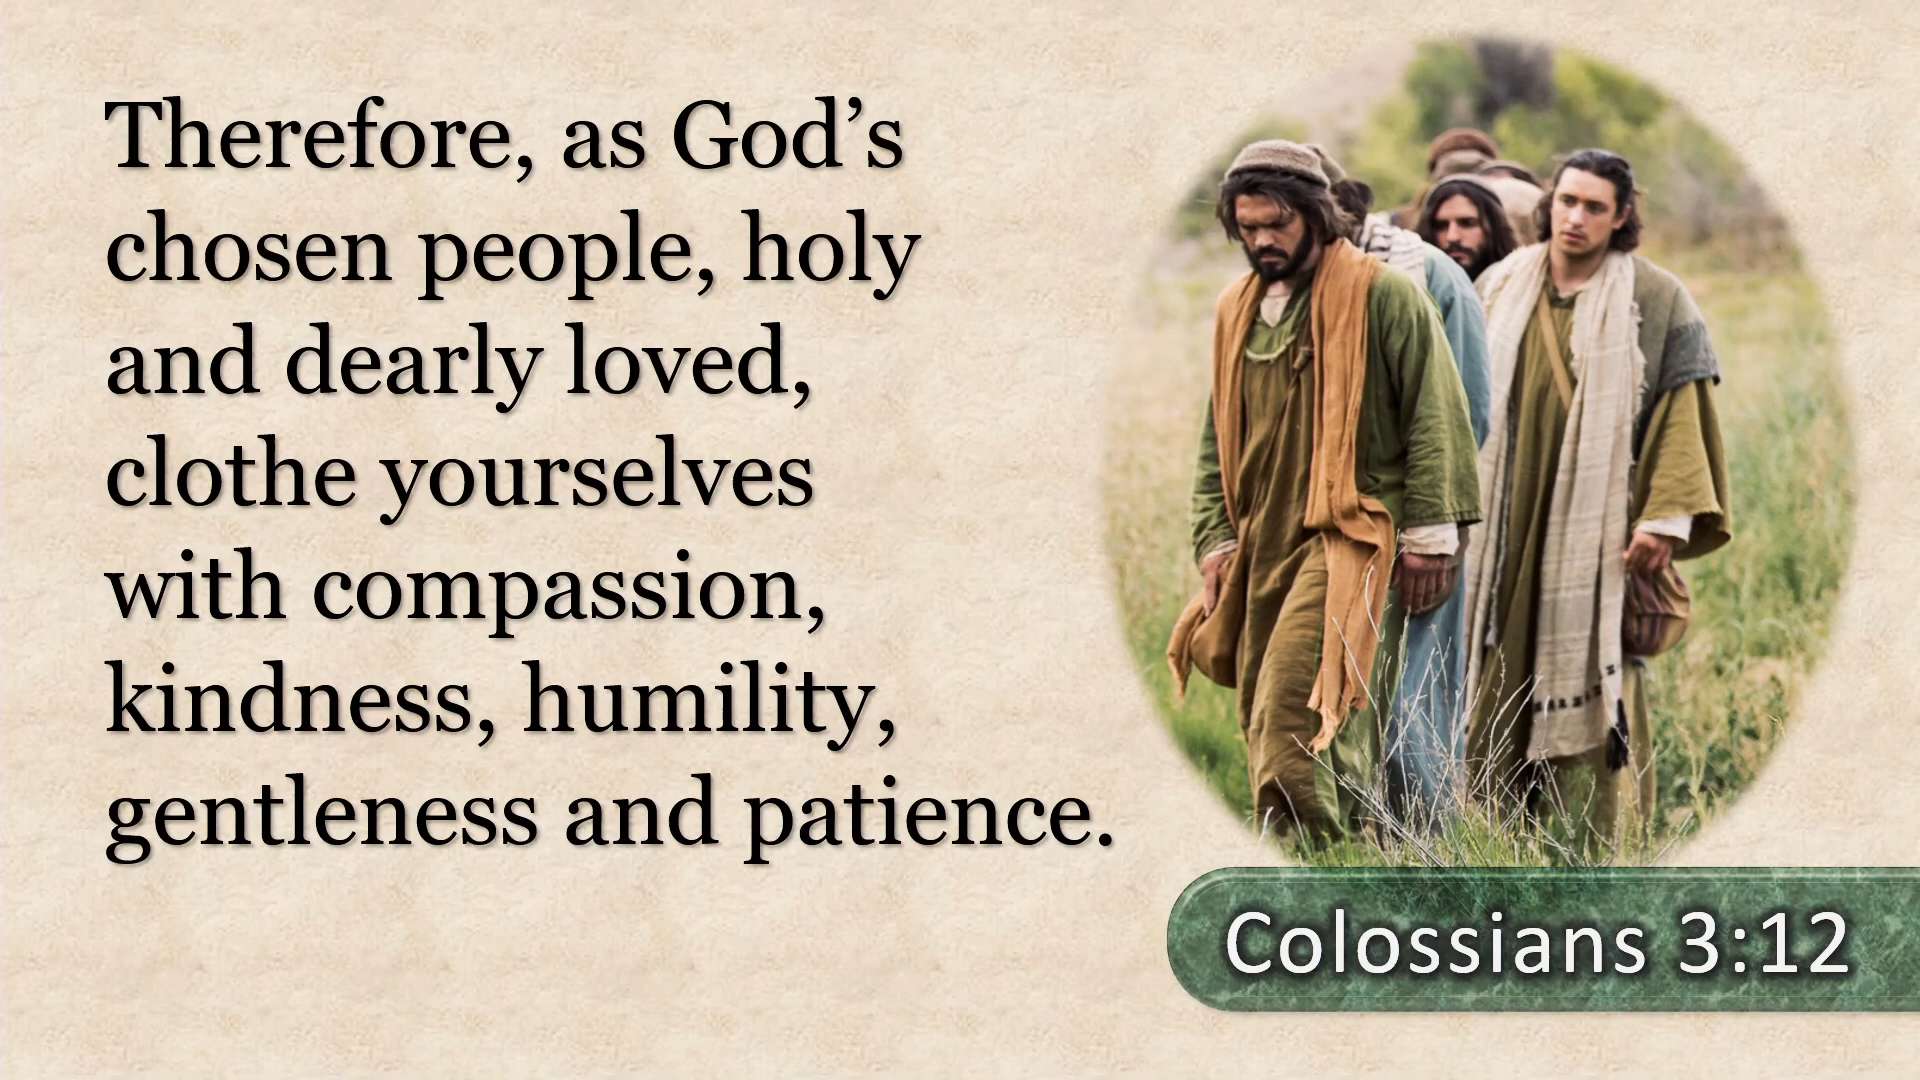 Therefore, as God’s
chosen people, holy
and dearly loved,
clothe yourselves
with compassion,
kindness, humility,
gentleness and patience.
Colossians 3:12